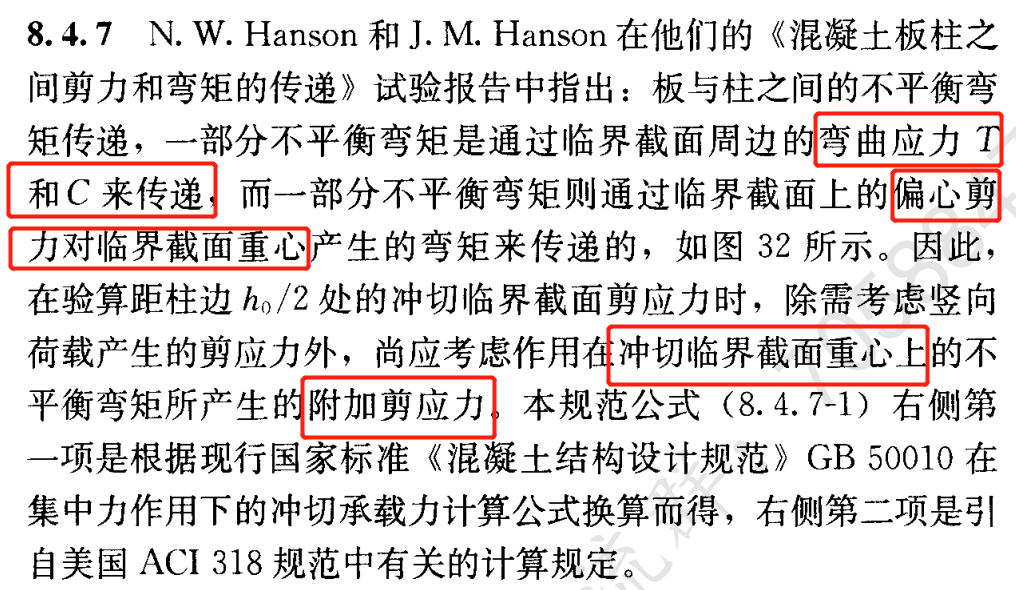 8.4.7 N. W. Hanson 和 J. M. Hanson 在他们的《混凝土板柱之
间剪力和弯矩的传递》试验报告中指出：板与柱之间的不平衡弯
矩传递，一部分不平衡弯矩是通过临界截面周边的弯曲应力 T
和 C 来传递，而一部分不平衡弯矩则通过临界截面上的偏心剪
力对临界截面重心产生的弯矩来传递的，如图 32 所示。因此，
在验算距柱边 h₀/2 处的冲切临界截面剪应力时，除需考虑竖向
荷载产生的剪应力外，尚应考虑作用在冲切临界截面重心上的不
平衡弯矩所产生的附加剪应力。本规范公式（8.4.7-1）右侧第
一项是根据现行国家标准《混凝土结构设计规范》GB 50010 在
集中力作用下的冲切承载力计算公式换算而得，右侧第二项是引
自美国 ACI 318 规范中有关的计算规定。